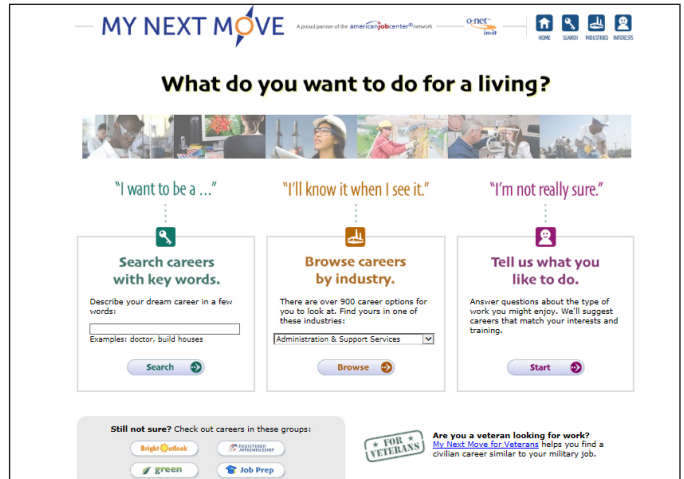 MY NEXT MOVE
A proud partner of the americanjobcenter® network
o·net™
in-it
HOME SEARCH INDUSTRIES INTERESTS
What do you want to do for a living?
"I want to be a ..."
"I'll know it when I see it."
"I'm not really sure."
Search careers
with key words.
Describe your dream career in a few
words:
Examples: doctor, build houses
Search
Browse careers
by industry.
There are over 900 career options for
you to look at. Find yours in one of
these industries:
Administration & Support Services
Browse
Tell us what you
like to do.
Answer questions about the type of
work you might enjoy. We'll suggest
careers that match your interests and
training.
Start
Still not sure? Check out careers in these groups:
Bright Outlook
REGISTERED
APPRENTICESHIP
green
Job Prep
FOR
VETERANS
Are you a veteran looking for work?
My Next Move for Veterans helps you find a
civilian career similar to your military job.